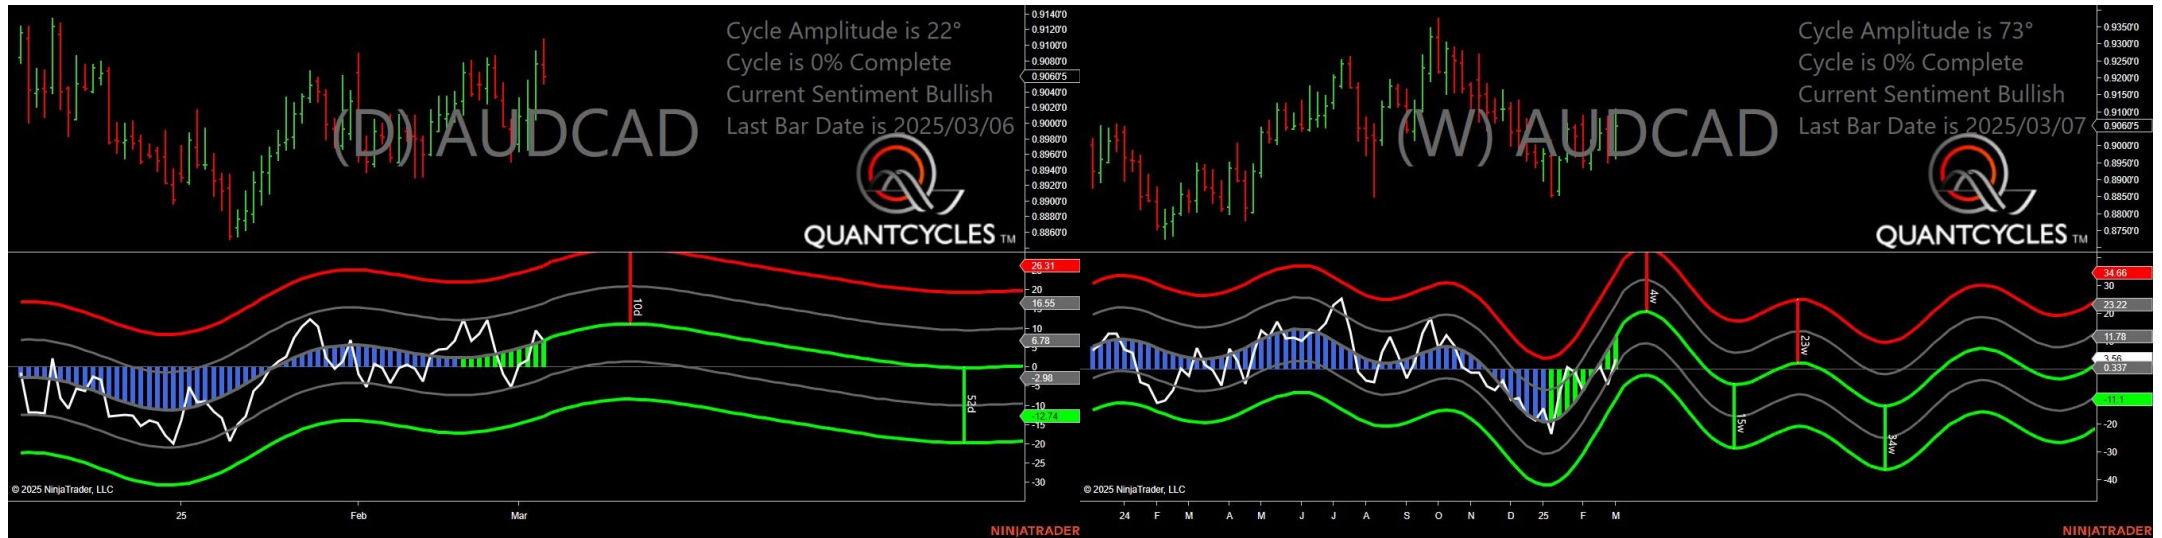 Cycle Amplitude is 22°
Cycle is 0% Complete
Current Sentiment Bullish
Last Bar Date is 2025/03/06
(D) AUDCAD
QUANTCYCLES TM
0.9140'0
0.9120'0
0.9100'0
0.9080'0
0.9060'5
0.9040'0
0.9020'0
0.9000'0
0.8980'0
0.8960'0
0.8940'0
0.8920'0
0.8900'0
0.8880'0
0.8860'0
26.31
20
16.55
10
6.78
5
0
-2.98
-5
-10
-12.74
-15
-20
-25
-30
10d
52d
© 2025 NinjaTrader, LLC
25 Feb Mar
NINJATRADER
Cycle Amplitude is 73°
Cycle is 0% Complete
Current Sentiment Bullish
Last Bar Date is 2025/03/07
(W) AUDCAD
QUANTCYCLES TM
0.9350'0
0.9300'0
0.9250'0
0.9200'0
0.9150'0
0.9100'0
0.9060'5
0.9000'0
0.8950'0
0.8900'0
0.8850'0
0.8800'0
0.8750'0
34.66
30
23.22
20
11.78
3.56
0.337
-11.1
-20
-30
-40
4w
23w
15w
34w
© 2025 NinjaTrader, LLC
24 F M A M J J A S O N D 25 F M
NINJATRADER